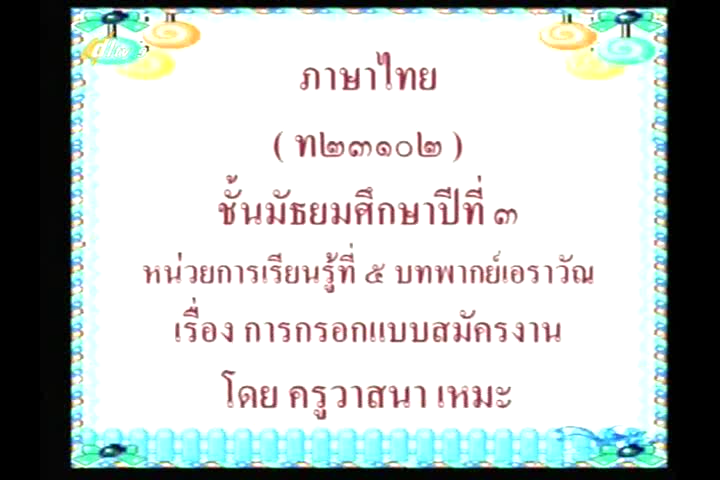 ภาษาไทย
( ท๒๓๑๐๒ )
ชั้นมัธยมศึกษาปีที่ ๓
หน่วยการเรียนรู้ที่ ๕ บทพากย์เอราวัณ
เรื่อง การกรอกแบบสมัครงาน
โดย ครูวาสนา เหมะ